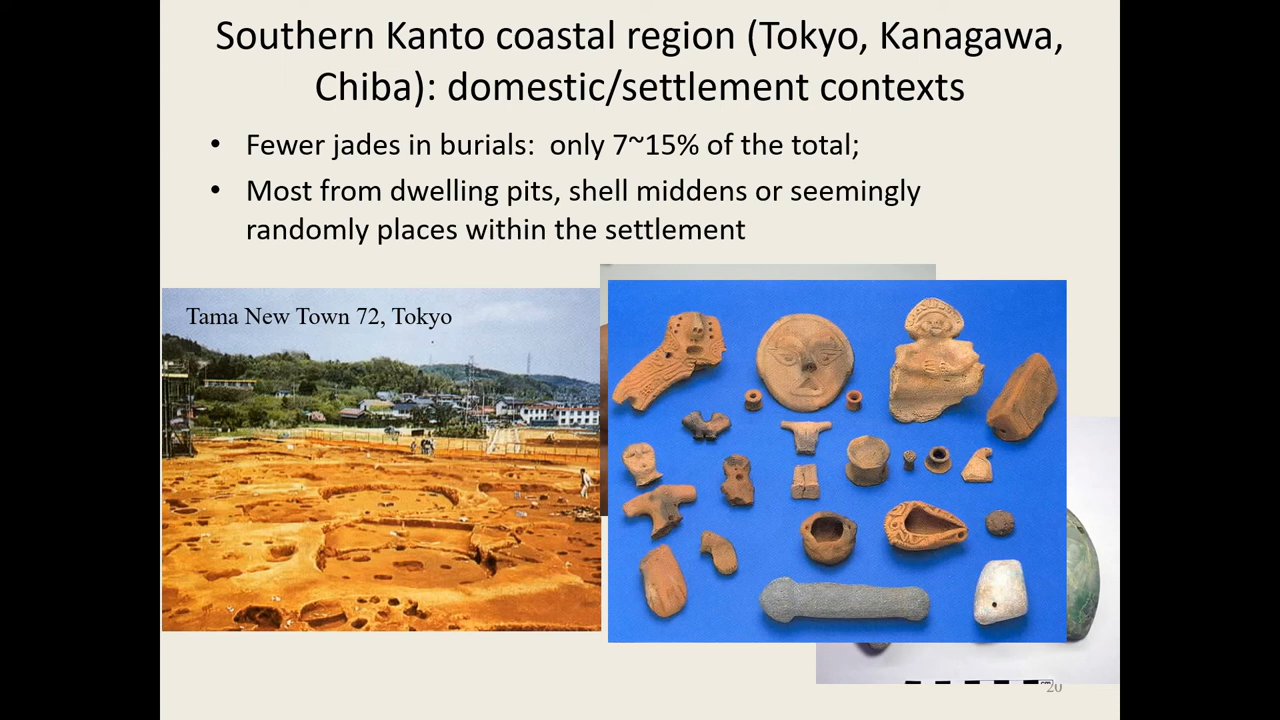 Southern Kanto coastal region (Tokyo, Kanagawa,
Chiba): domestic/settlement contexts
• Fewer jades in burials: only 7~15% of the total;
• Most from dwelling pits, shell middens or seemingly
randomly places within the settlement
Tama New Town 72, Tokyo
cm
20